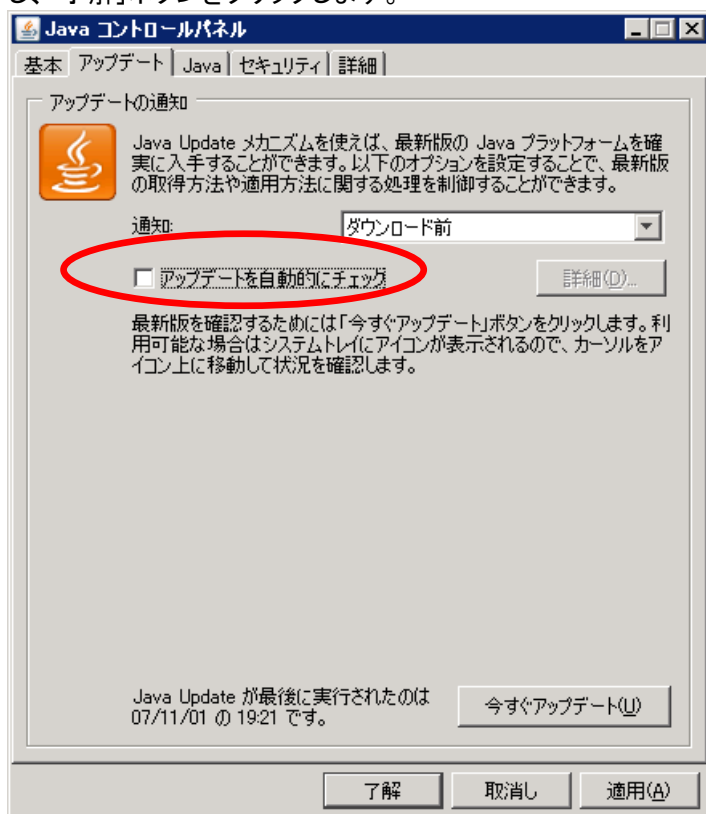 し、「了解」ボタンをクリックします。
Java コントロールパネル
基本 アップデート Java セキュリティ 詳細
アップデートの通知
Java Update メカニズムを使えば、最新版の Java プラットフォームを確
実に入手することができます。以下のオプションを設定することで、最新版
の取得方法や適用方法に関する処理を制御することができます。
通知: ダウンロード前
アップデートを自動的にチェック 詳細(D)...
最新版を確認するためには「今すぐアップデート」ボタンをクリックします。利
用可能な場合はシステムトレイにアイコンが表示されるので、カーソルをア
イコン上に移動して状況を確認します。
Java Update が最後に実行されたのは
07/11/01 の 19:21 です。
今すぐアップデート(U)
了解 取消し 適用(A)